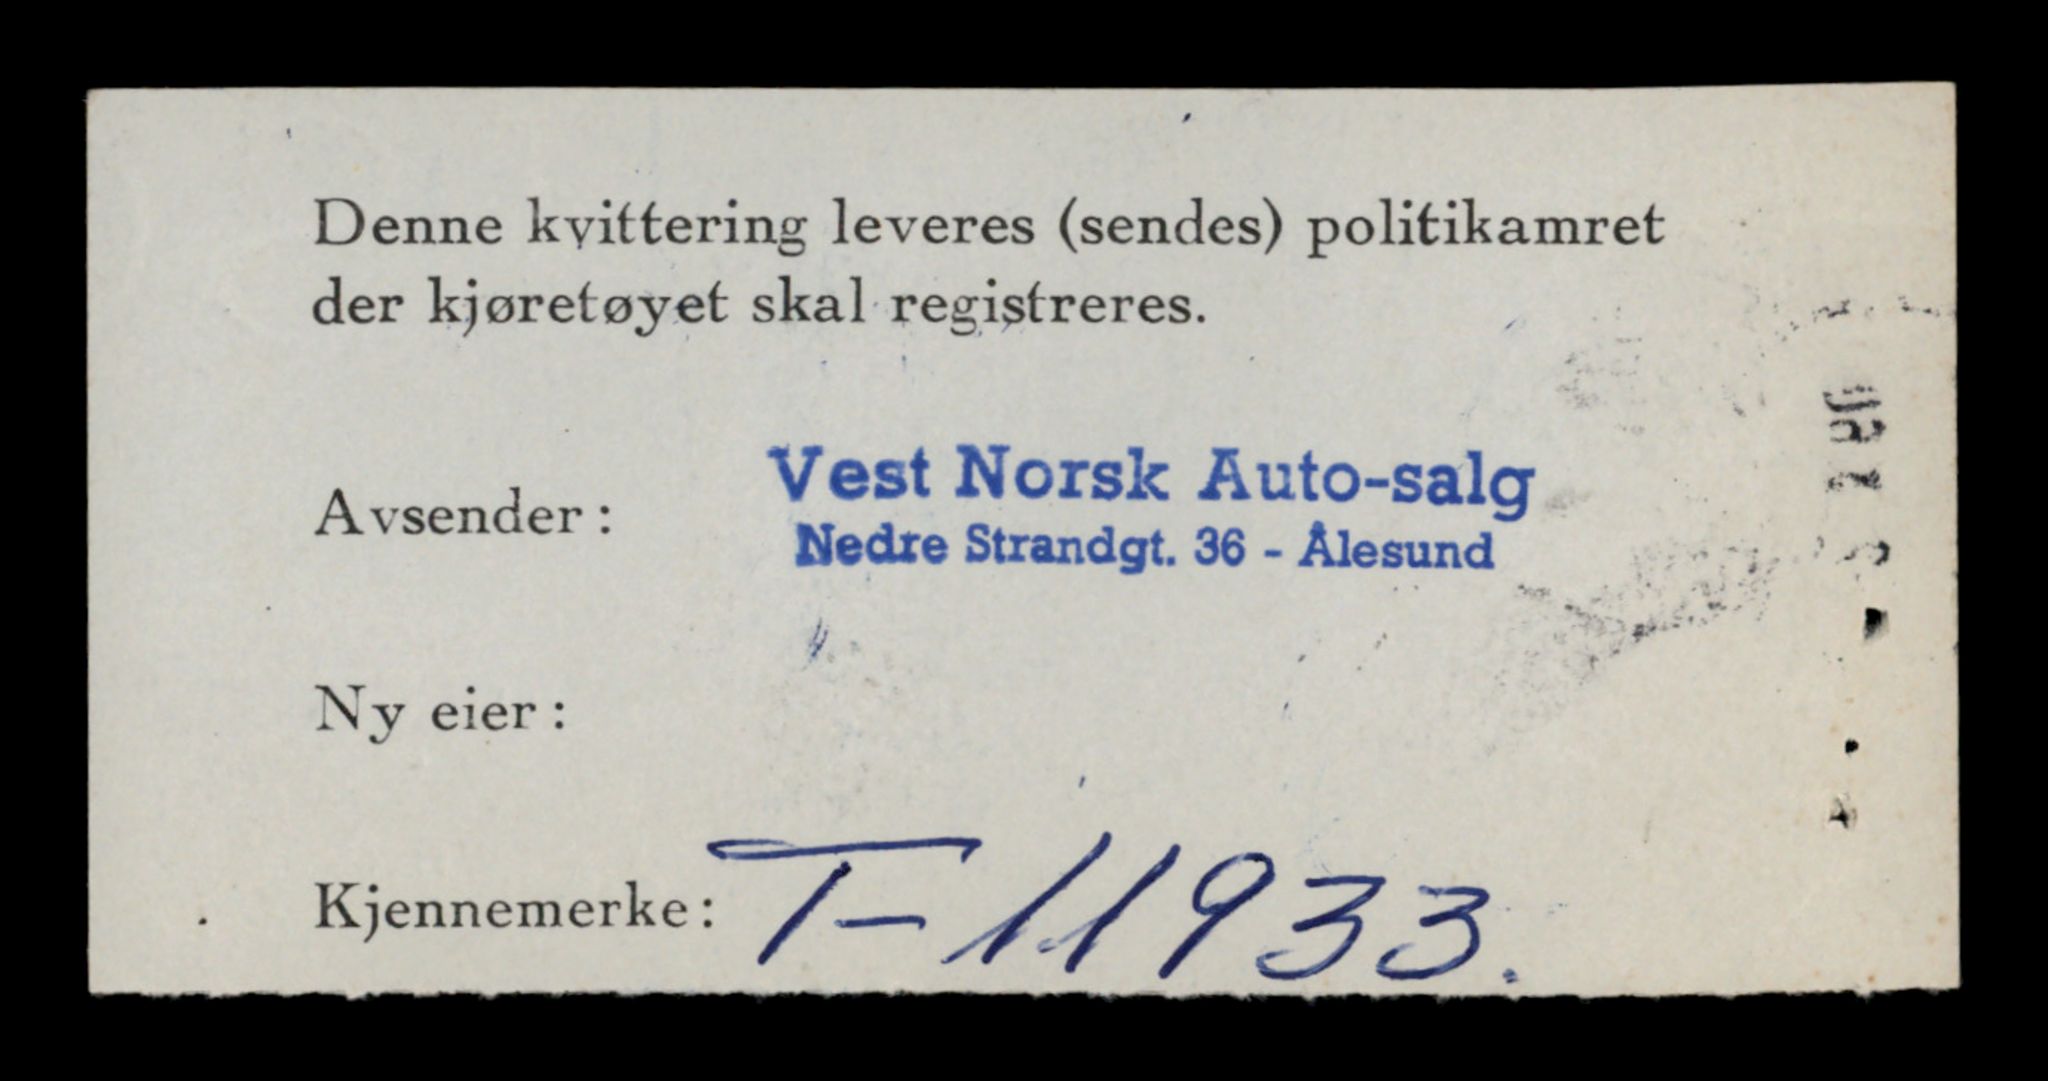 Denne kvittering leveres (sendes) politikamret
der kjøretøyet skal registreres.
Avsender: Vest Norsk Auto-salg
Nedre Strandgt. 36 - Ålesund
Ny eier:
Kjennemerke: T-11933.